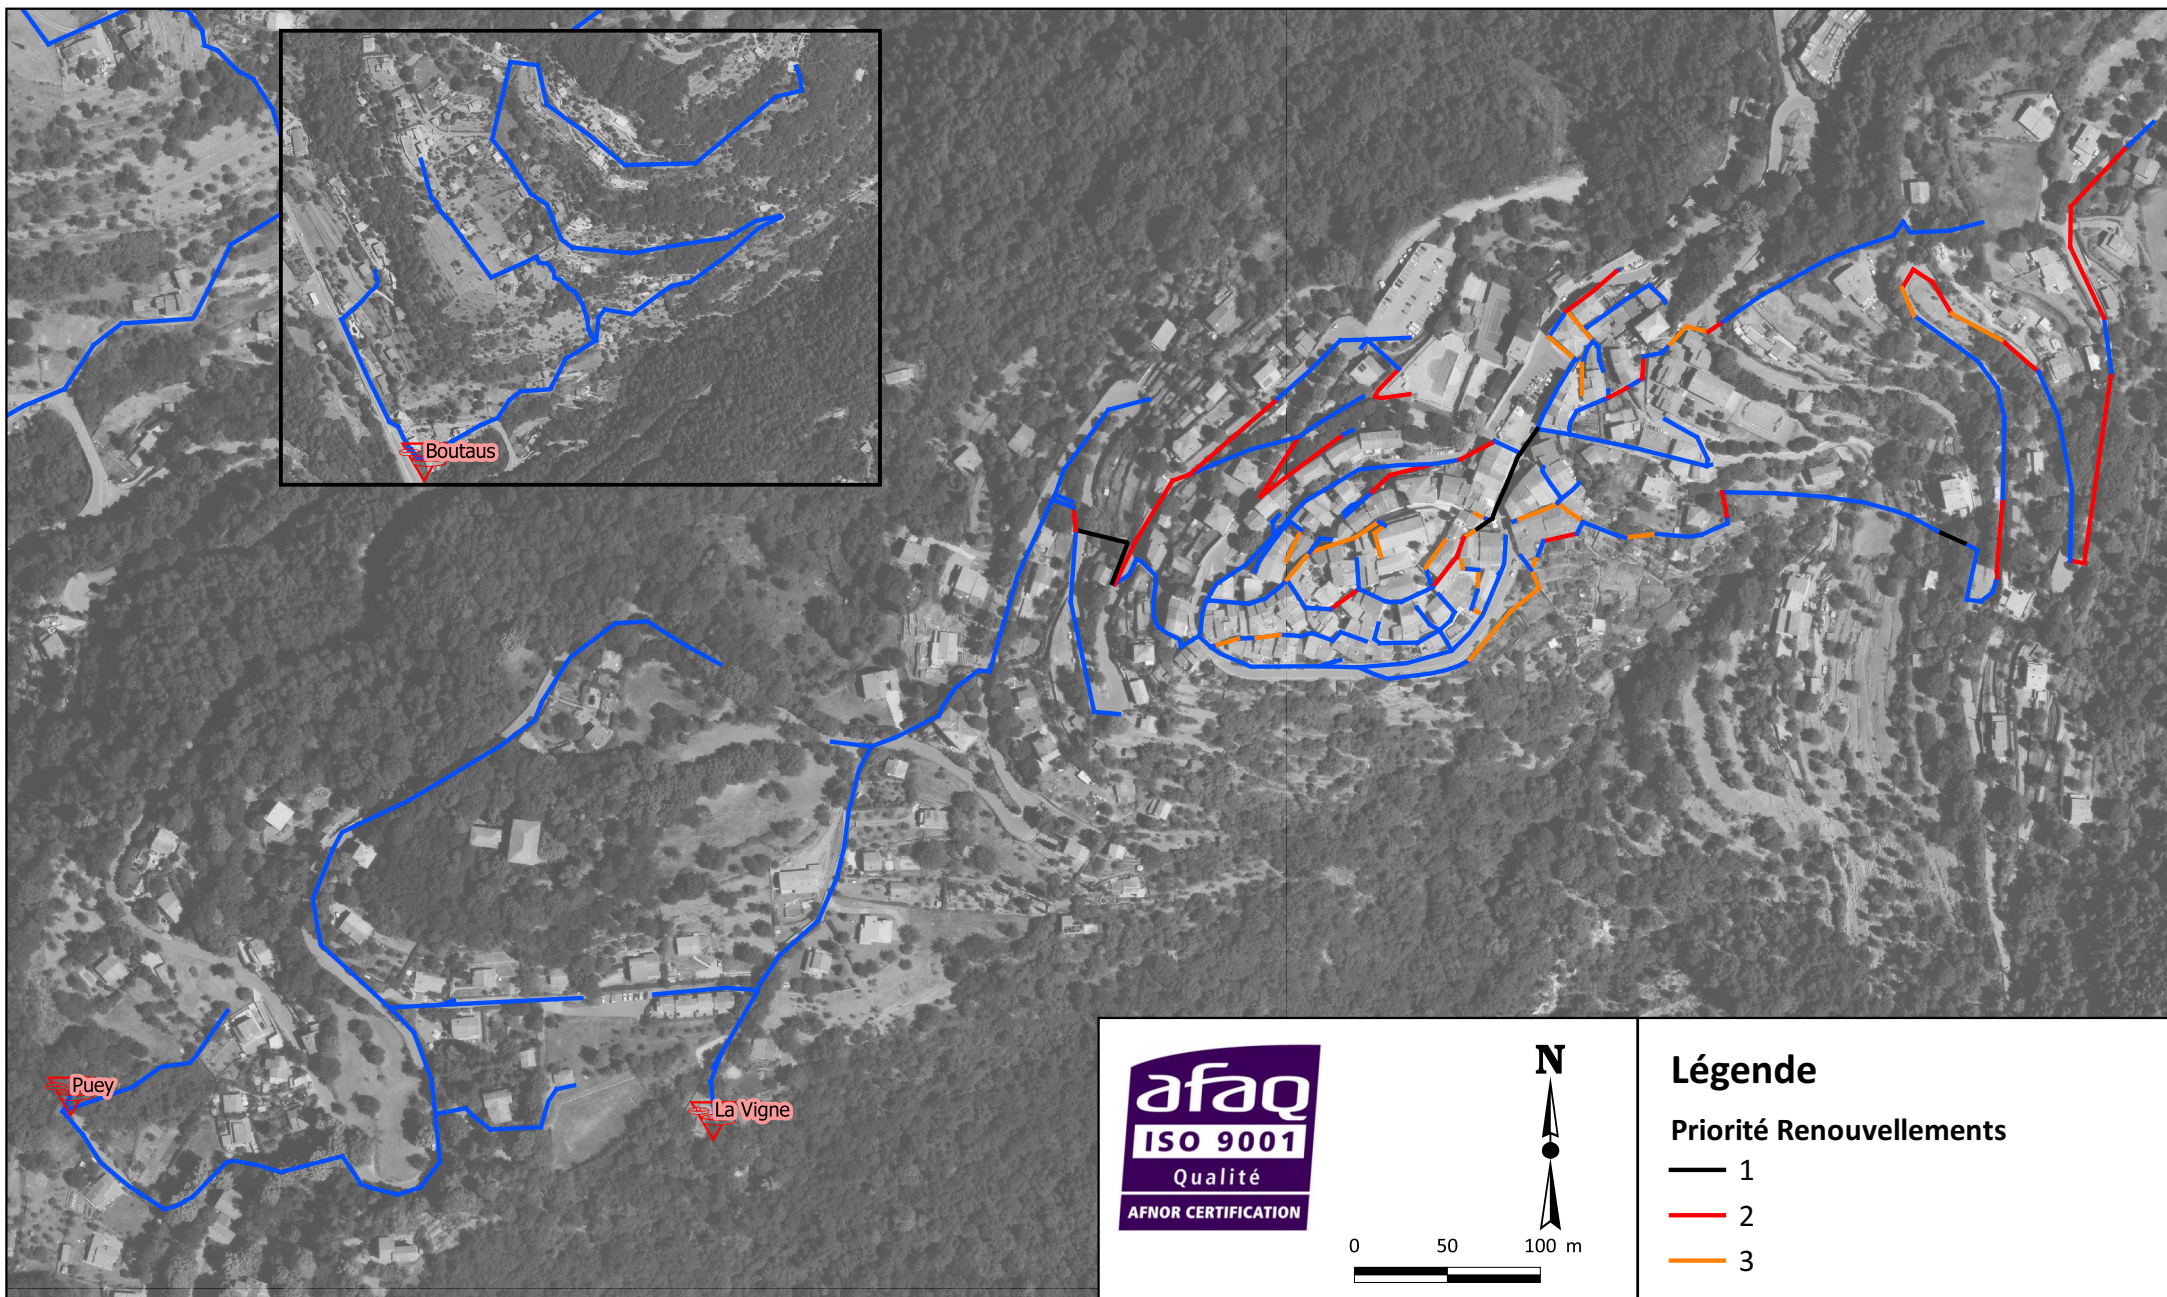 Boutaus
Puey
La Vigne
afaq
ISO 9001
Qualité
AFNOR CERTIFICATION
N
0 50 100 m
Légende
Priorité Renouvellements
1
2
3